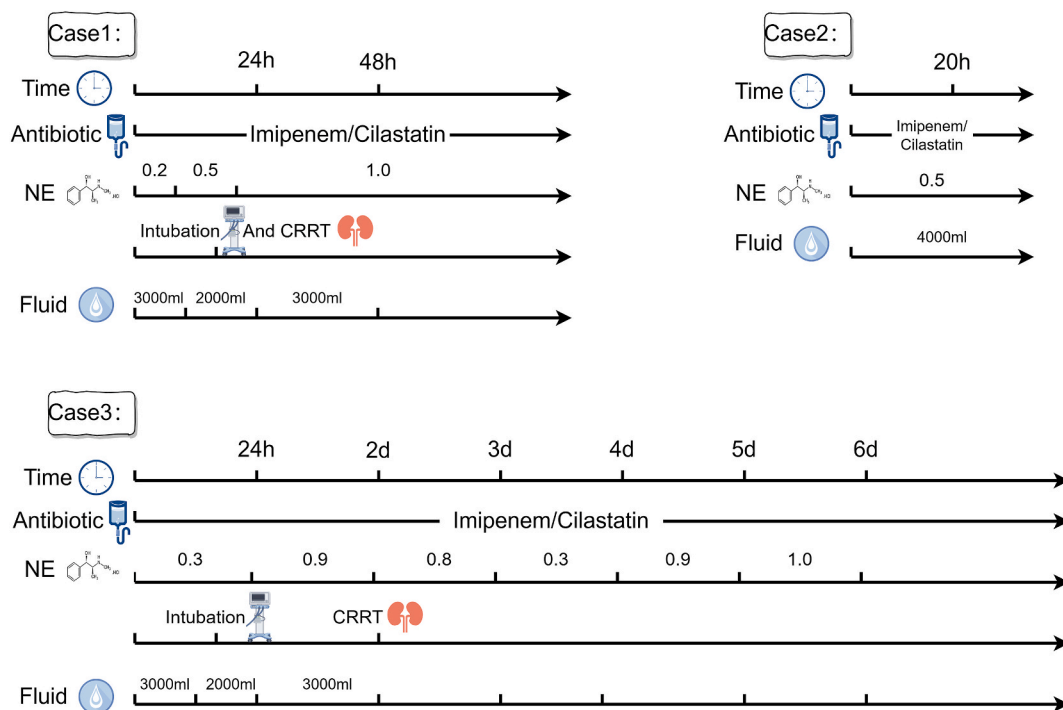 Case1:
24h 48h
Time
Antibiotic Imipenem/Cilastatin
0.2 0.5 1.0
NE
Intubation And CRRT
3000ml 2000ml 3000ml
Fluid
Case2:
20h
Time
Antibiotic Imipenem/
Cilastatin
NE 0.5
Fluid 4000ml
Case3:
24h 2d 3d 4d 5d 6d
Time
Antibiotic Imipenem/Cilastatin
NE 0.3 0.9 0.8 0.3 0.9 1.0
Intubation CRRT
3000ml 2000ml 3000ml
Fluid